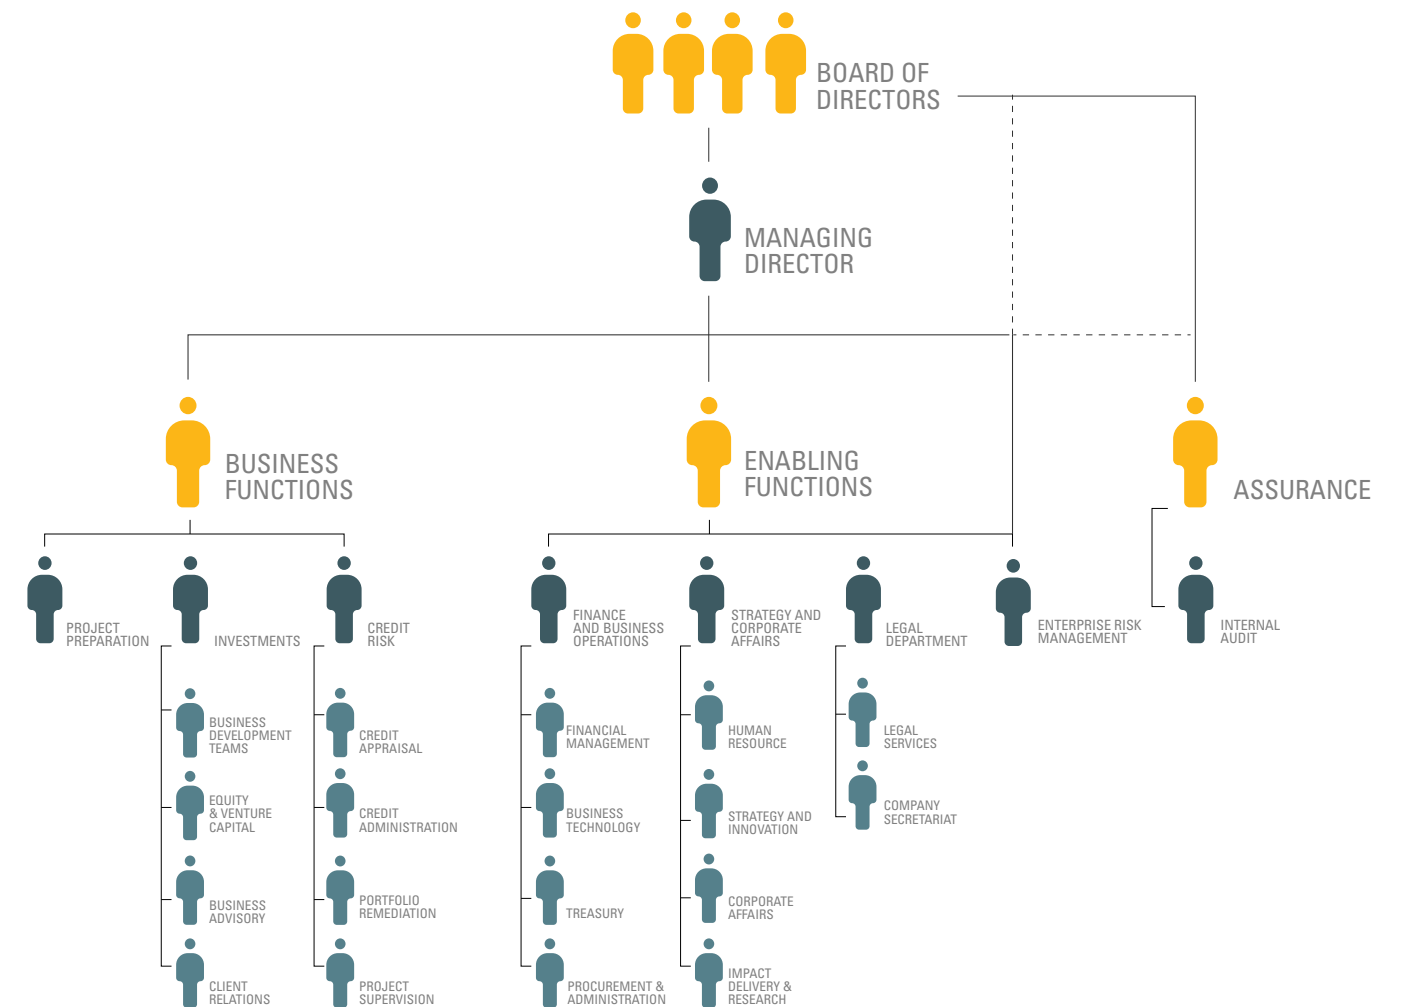 BOARD OF
DIRECTORS
MANAGING
DIRECTOR
BUSINESS
FUNCTIONS
ENABLING
FUNCTIONS
ASSURANCE
PROJECT
PREPARATION
INVESTMENTS
CREDIT
RISK
FINANCE
AND BUSINESS
OPERATIONS
STRATEGY AND
CORPORATE
AFFAIRS
LEGAL
DEPARTMENT
ENTERPRISE RISK
MANAGEMENT
INTERNAL
AUDIT
BUSINESS
DEVELOPMENT
TEAMS
CREDIT
APPRAISAL
FINANCIAL
MANAGEMENT
HUMAN
RESOURCE
LEGAL
SERVICES
EQUITY
& VENTURE
CAPITAL
CREDIT
ADMINISTRATION
BUSINESS
TECHNOLOGY
STRATEGY AND
INNOVATION
COMPANY
SECRETARIAT
BUSINESS
ADVISORY
PORTFOLIO
REMEDIATION
TREASURY
CORPORATE
AFFAIRS
CLIENT
RELATIONS
PROJECT
SUPERVISION
PROCUREMENT &
ADMINISTRATION
IMPACT
DELIVERY &
RESEARCH